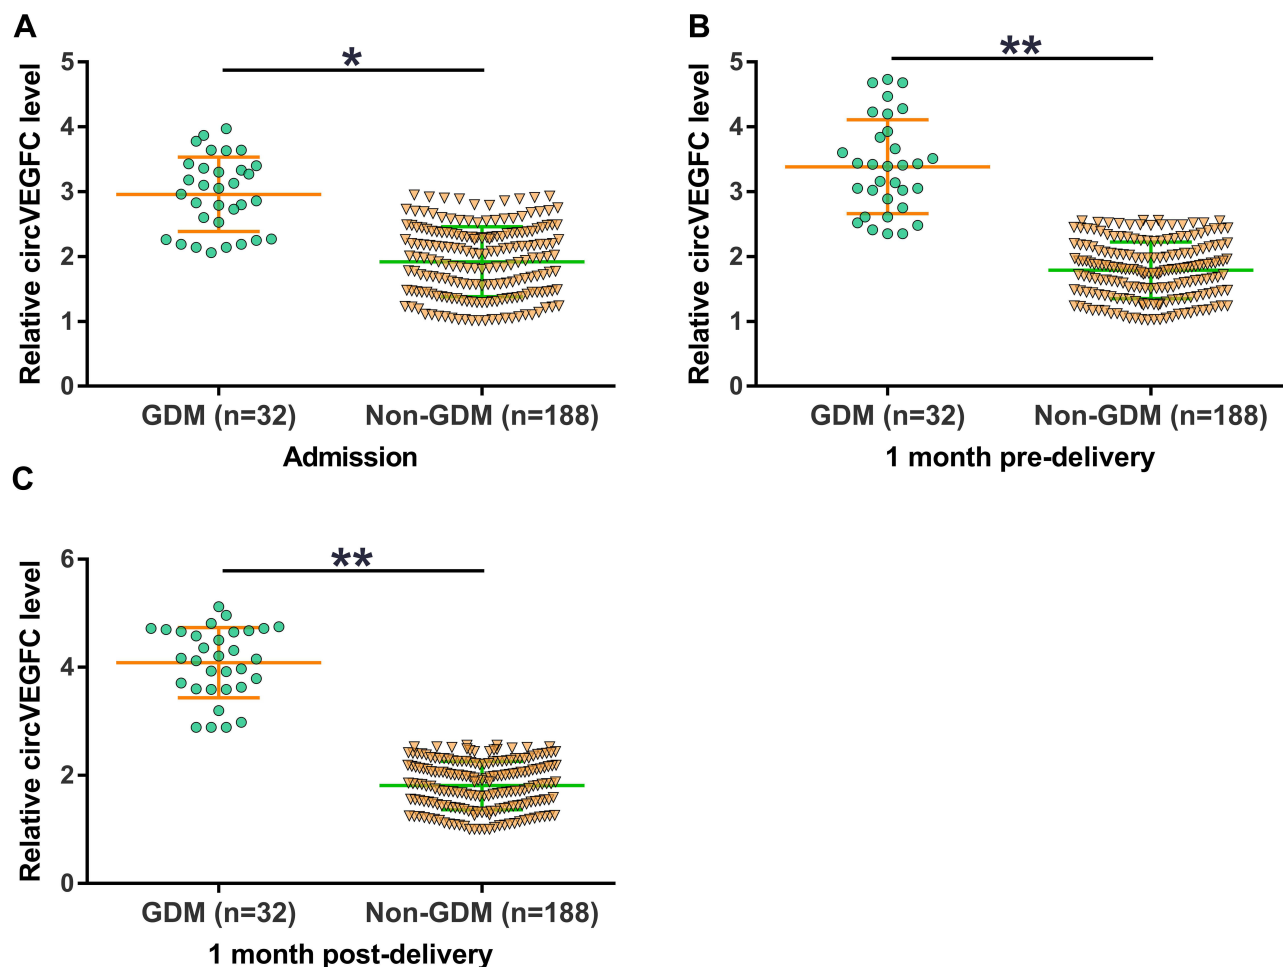 A
*
Relative circVEGFC level
5
4
3
2
1
0
GDM (n=32) Non-GDM (n=188)
Admission
B
**
Relative circVEGFC level
5
4
3
2
1
0
GDM (n=32) Non-GDM (n=188)
1 month pre-delivery
C
**
Relative circVEGFC level
6
4
2
0
GDM (n=32) Non-GDM (n=188)
1 month post-delivery